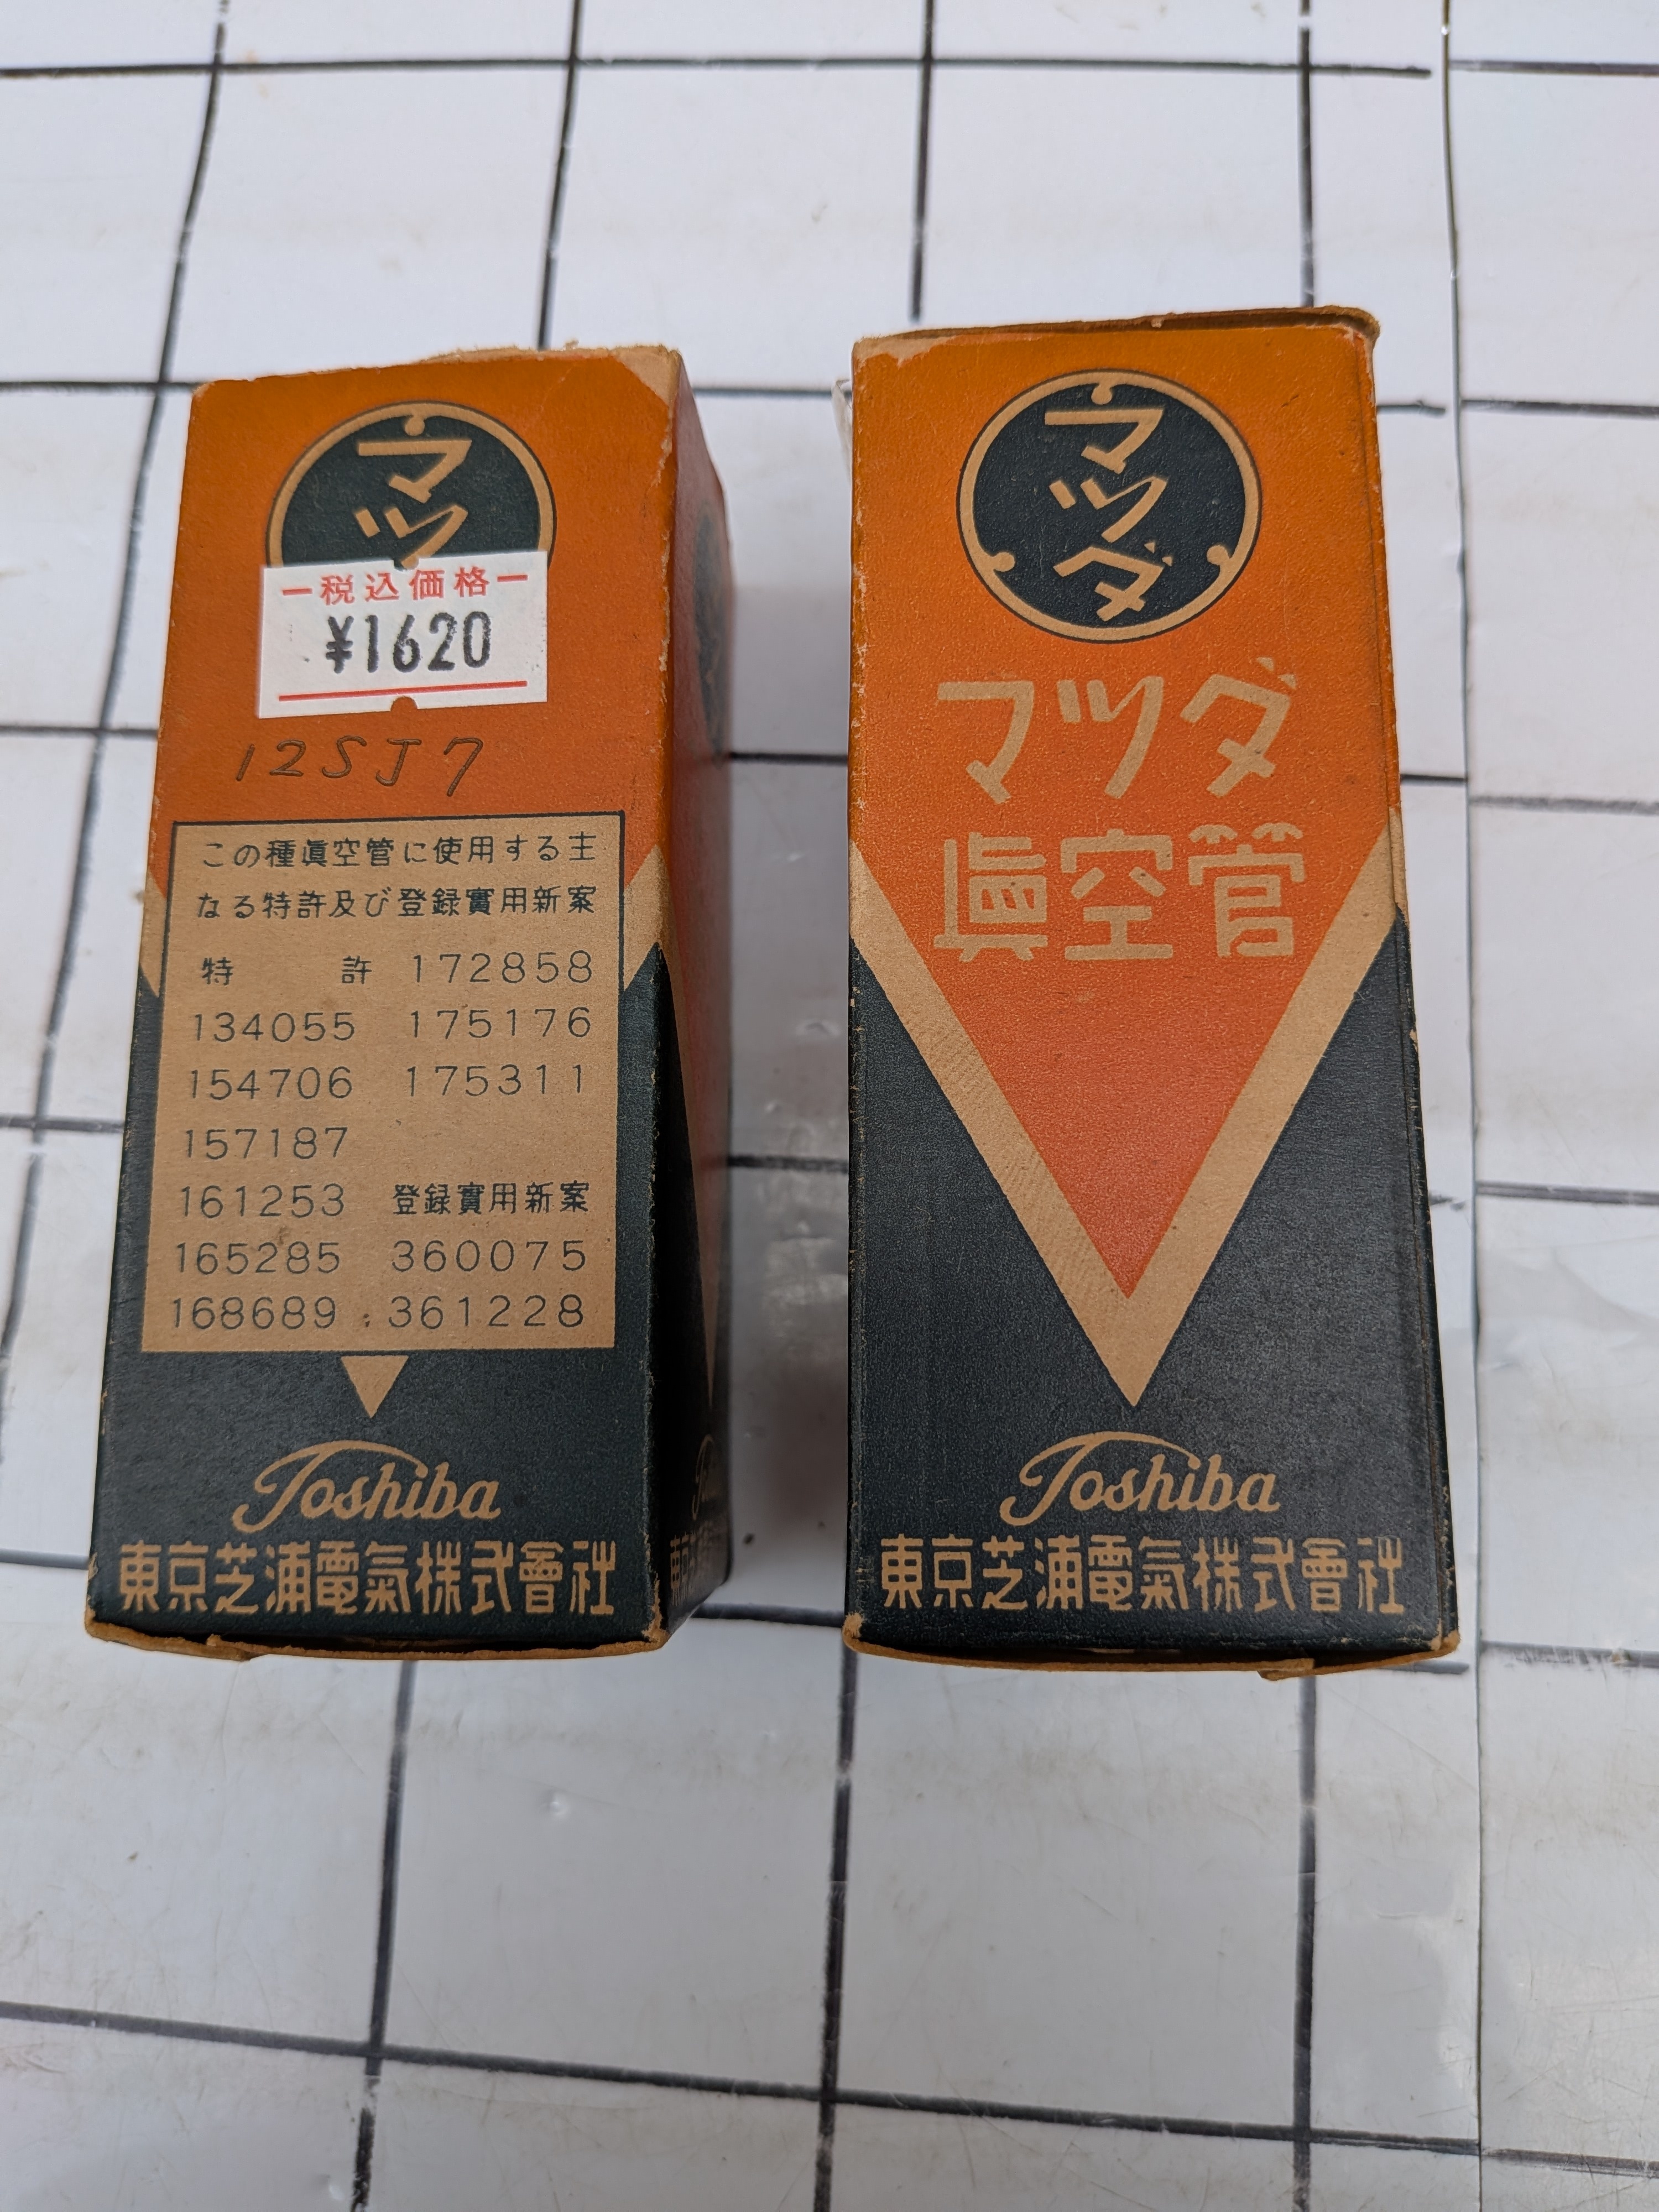 マツ
税込価格
¥1620
12SJ7
この種眞空管に使用する主
なる特許及び登録實用新案
特 許 172858
134055 175176
154706 175311
157187
161253 登録實用新案
165285 360075
168689 361228
Toshiba
東京芝浦電氣株式會社
マツダ
マツダ
眞空管
Toshiba
東京芝浦電氣株式會社